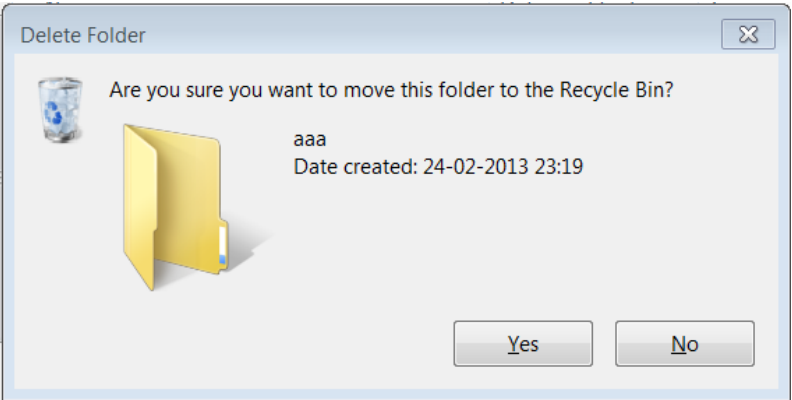 Delete Folder
Are you sure you want to move this folder to the Recycle Bin?
aaa
Date created: 24-02-2013 23:19
Yes
No